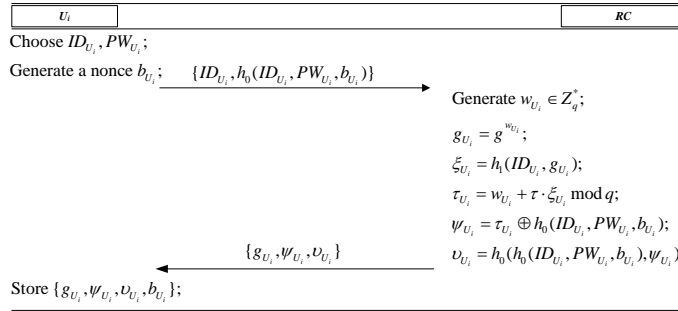 U_i RC
Choose ID_{U_i}, PW_{U_i};
Generate a nonce b_{U_i}; {ID_{U_i}, h_0(ID_{U_i}, PW_{U_i}, b_{U_i})}
Generate w_{U_i} ∈ Z_q^*;
g_{U_i} = g^{w_{U_i}};
ξ_{U_i} = h_1(ID_{U_i}, g_{U_i});
τ_{U_i} = w_{U_i} + τ · ξ_{U_i} mod q;
ψ_{U_i} = τ_{U_i} ⊕ h_0(ID_{U_i}, PW_{U_i}, b_{U_i});
{g_{U_i}, ψ_{U_i}, υ_{U_i}} υ_{U_i} = h_0(h_0(ID_{U_i}, PW_{U_i}, b_{U_i}), ψ_{U_i})
Store {g_{U_i}, ψ_{U_i}, υ_{U_i}, b_{U_i}};